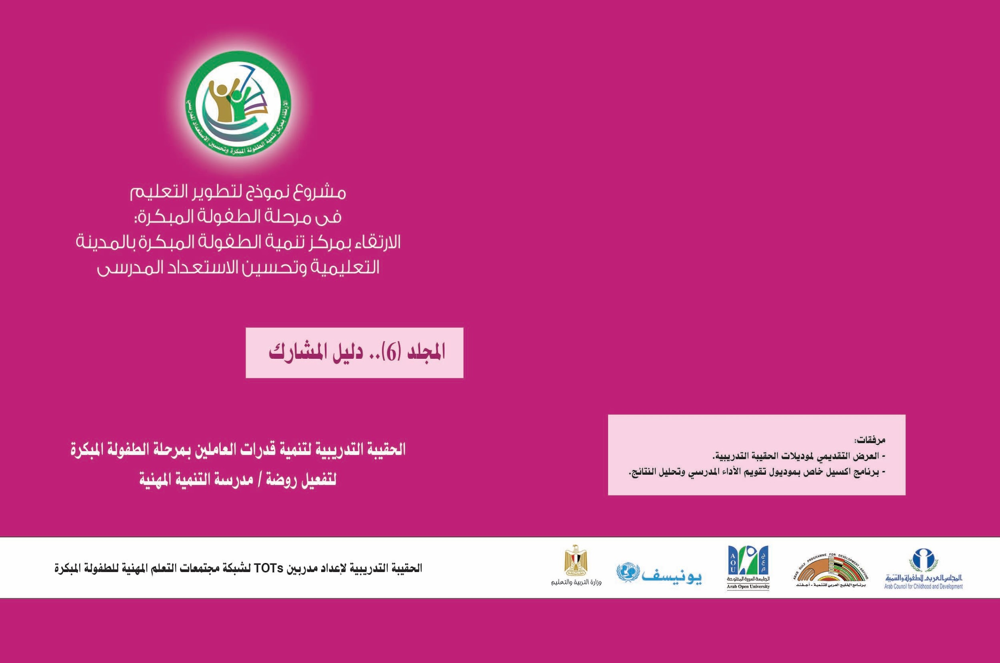 الارتقاء بمركز تنمية الطفولة المبكرة وتحسين الاستعداد المدرسي
مشروع نموذج لتطوير التعليم
فى مرحلة الطفولة المبكرة:
الارتقاء بمركز تنمية الطفولة المبكرة بالمدينة
التعليمية وتحسين الاستعداد المدرسى
المجلد (6).. دليل المشارك
الحقيبة التدريبية لتنمية قدرات العاملين بمرحلة الطفولة المبكرة
لتفعيل روضة / مدرسة التنمية المهنية
مرفقات:
- العرض التقديمي لموديلات الحقيبة التدريبية.
- برنامج اكسيل خاص بموديول تقويم الأداء المدرسي وتحليل النتائج.
المجلس العربي للطفولة والتنمية
Arab Council for Childhood and Development
ARAB GULF PROGRAMME FOR DEVELOPMENT - AGFUND
برنامج الخليج العربي للتنمية - أجفند
AOU
ج ع م
الجامعة العربية المفتوحة
Arab Open University
يونيسف
وزارة التربية والتعليم
الحقيبة التدريبية لإعداد مدربين TOTs لشبكة مجتمعات التعلم المهنية للطفولة المبكرة